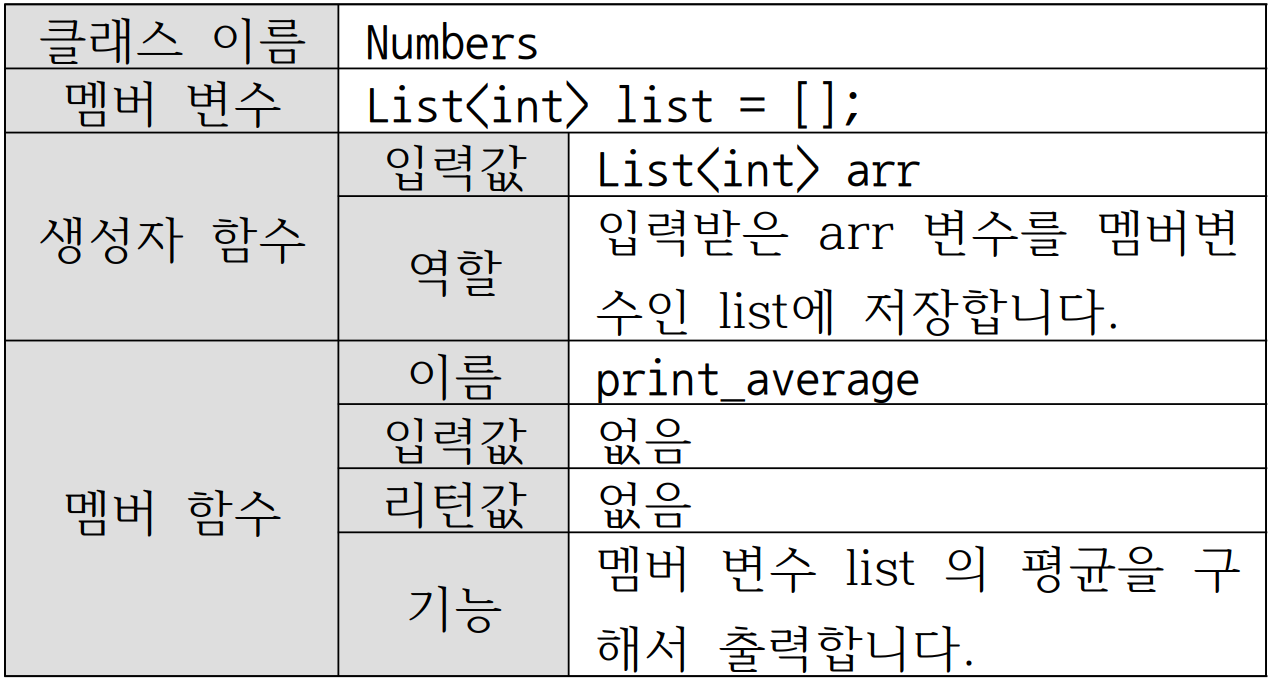 클래스 이름 Numbers
멤버 변수 List<int> list = [];
생성자 함수
입력값 List<int> arr
역할
입력받은 arr 변수를 멤버변
수인 list에 저장합니다.
멤버 함수
이름 print_average
입력값 없음
리턴값 없음
기능
멤버 변수 list 의 평균을 구
해서 출력합니다.